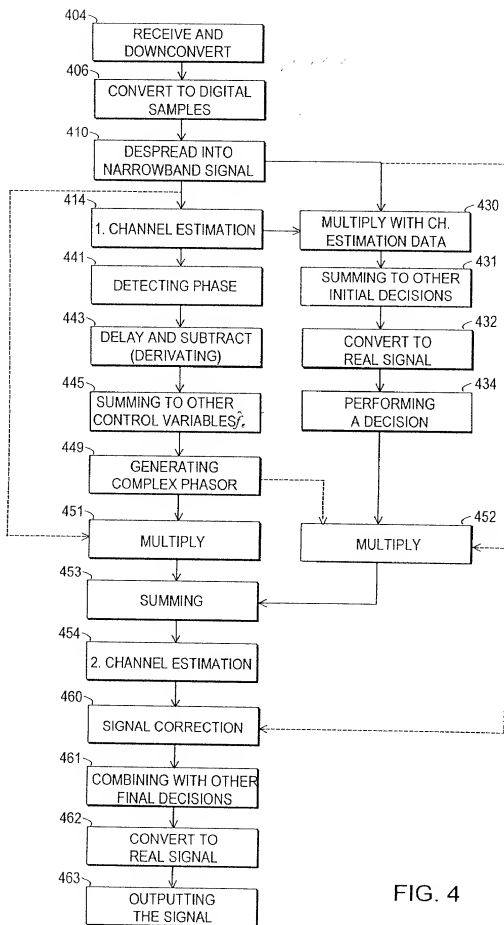 404
RECEIVE AND
DOWNCONVERT
406
CONVERT TO DIGITAL
SAMPLES
410
DESPREAD INTO
NARROWBAND SIGNAL
414
1. CHANNEL ESTIMATION
430
MULTIPLY WITH CH.
ESTIMATION DATA
441
DETECTING PHASE
431
SUMMING TO OTHER
INITIAL DECISIONS
443
DELAY AND SUBTRACT
(DERIVATING)
432
CONVERT TO
REAL SIGNAL
445
SUMMING TO OTHER
CONTROL VARIABLES f̂e
434
PERFORMING
A DECISION
449
GENERATING
COMPLEX PHASOR
451
MULTIPLY
452
MULTIPLY
453
SUMMING
454
2. CHANNEL ESTIMATION
460
SIGNAL CORRECTION
461
COMBINING WITH OTHER
FINAL DECISIONS
462
CONVERT TO
REAL SIGNAL
463
OUTPUTTING
THE SIGNAL
FIG. 4